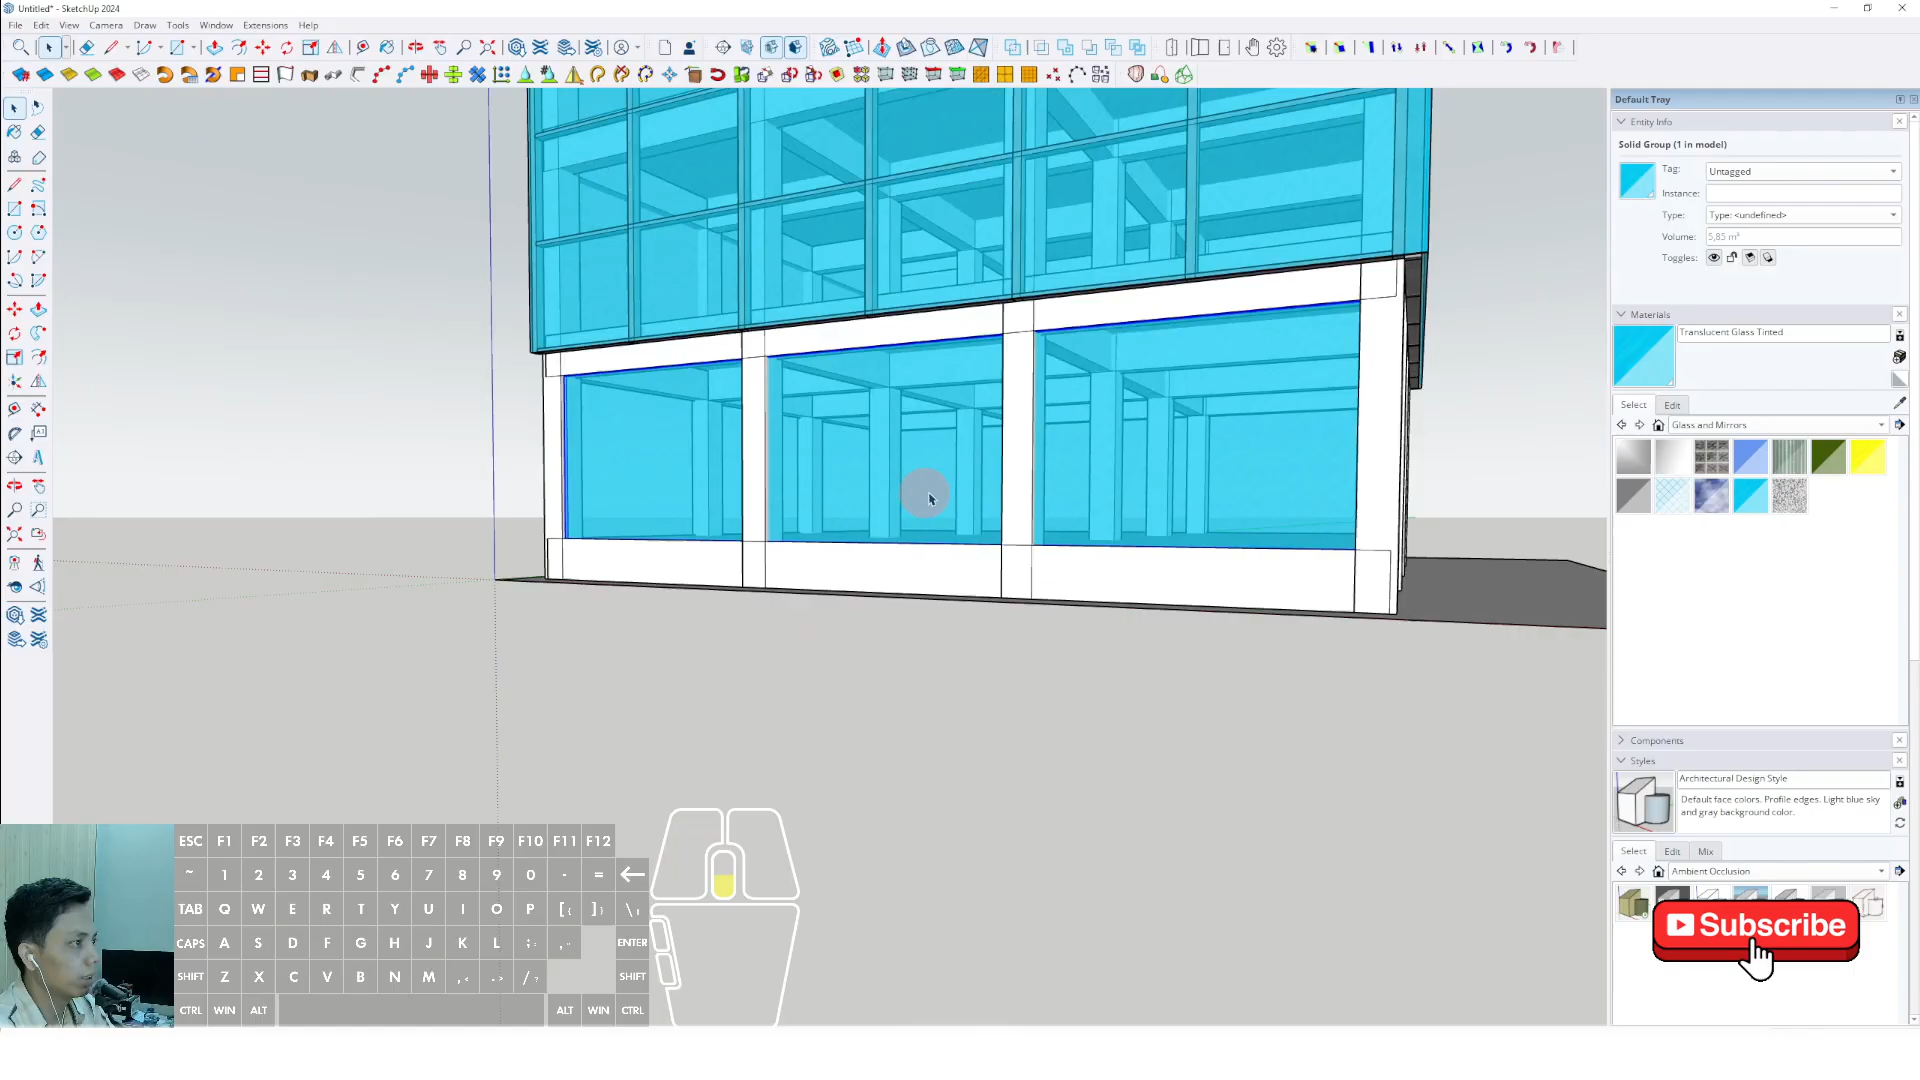 Untitled* - SketchUp 2024
File Edit View Camera Draw Tools Window Extensions Help
Default Tray
Entity Info
Solid Group (1 in model)
Tag: Untagged
Instance:
Type: Type: <undefined>
Volume: 5,85 m³
Toggles:
Materials
Translucent Glass Tinted
Select Edit
Glass and Mirrors
Components
Styles
Architectural Design Style
Default face colors. Profile edges. Light blue sky
and gray background color.
Select Edit Mix
Ambient Occlusion
Subscribe
ESC F1 F2 F3 F4 F5 F6 F7 F8 F9 F10 F11 F12
~ 1 2 3 4 5 6 7 8 9 0 - =
TAB Q W E R T Y U I O P [{ ]} \
CAPS A S D F G H J K L ;: ENTER
SHIFT Z X C V B N M ,< .> /? SHIFT
CTRL WIN ALT ALT WIN CTRL